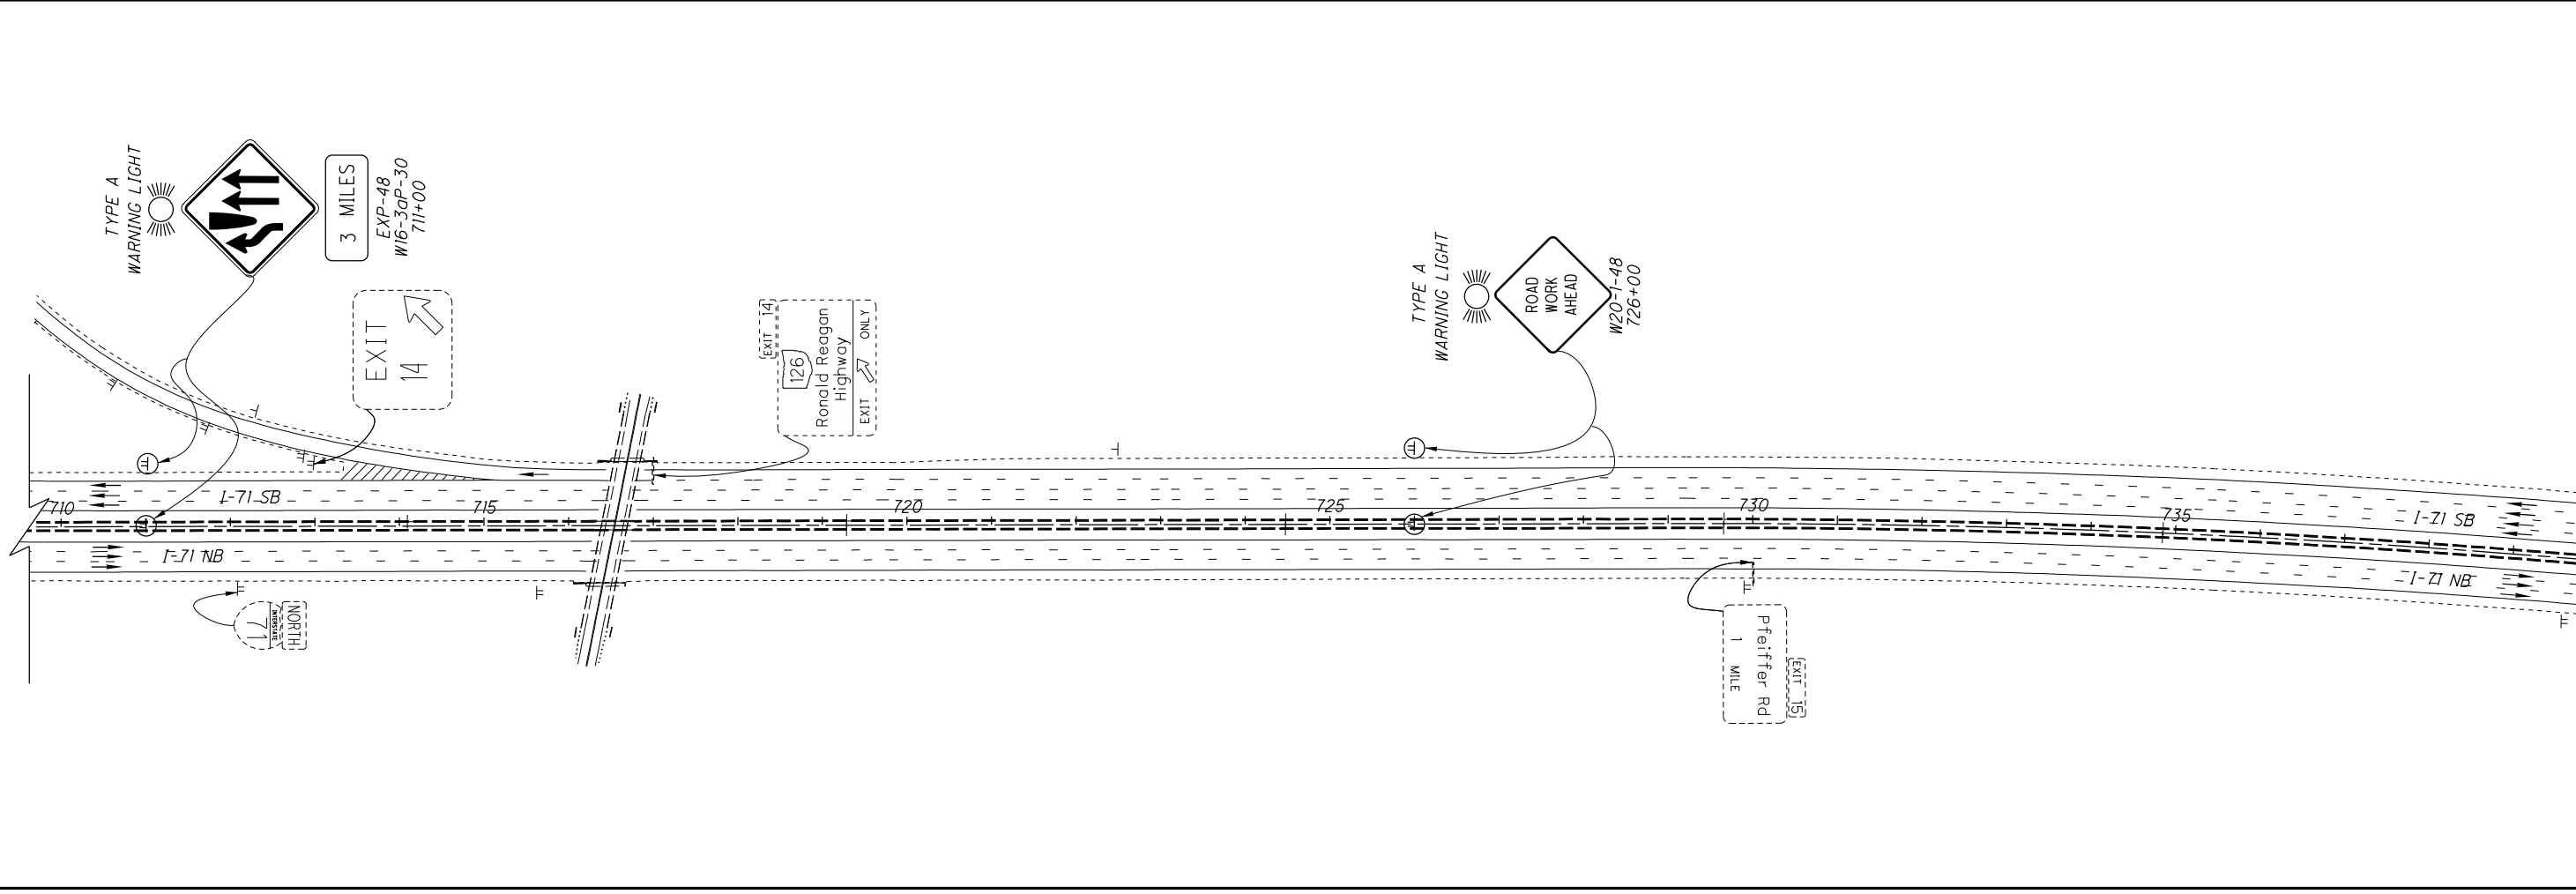 TYPE A
WARNING LIGHT
3 MILES
EXP-48
W16-3aP-30
711+00
EXIT
14
EXIT 14
126
Ronald Reagan
Highway
EXIT ONLY
TYPE A
WARNING LIGHT
ROAD
WORK
AHEAD
W20-1-48
726+00
I-71 SB
710
715
720
725
730
735
I-71 SB
I-71 NB
I-71 NB
NORTH
INTERSTATE
71
EXIT 15
Pfeiffer Rd
1 MILE